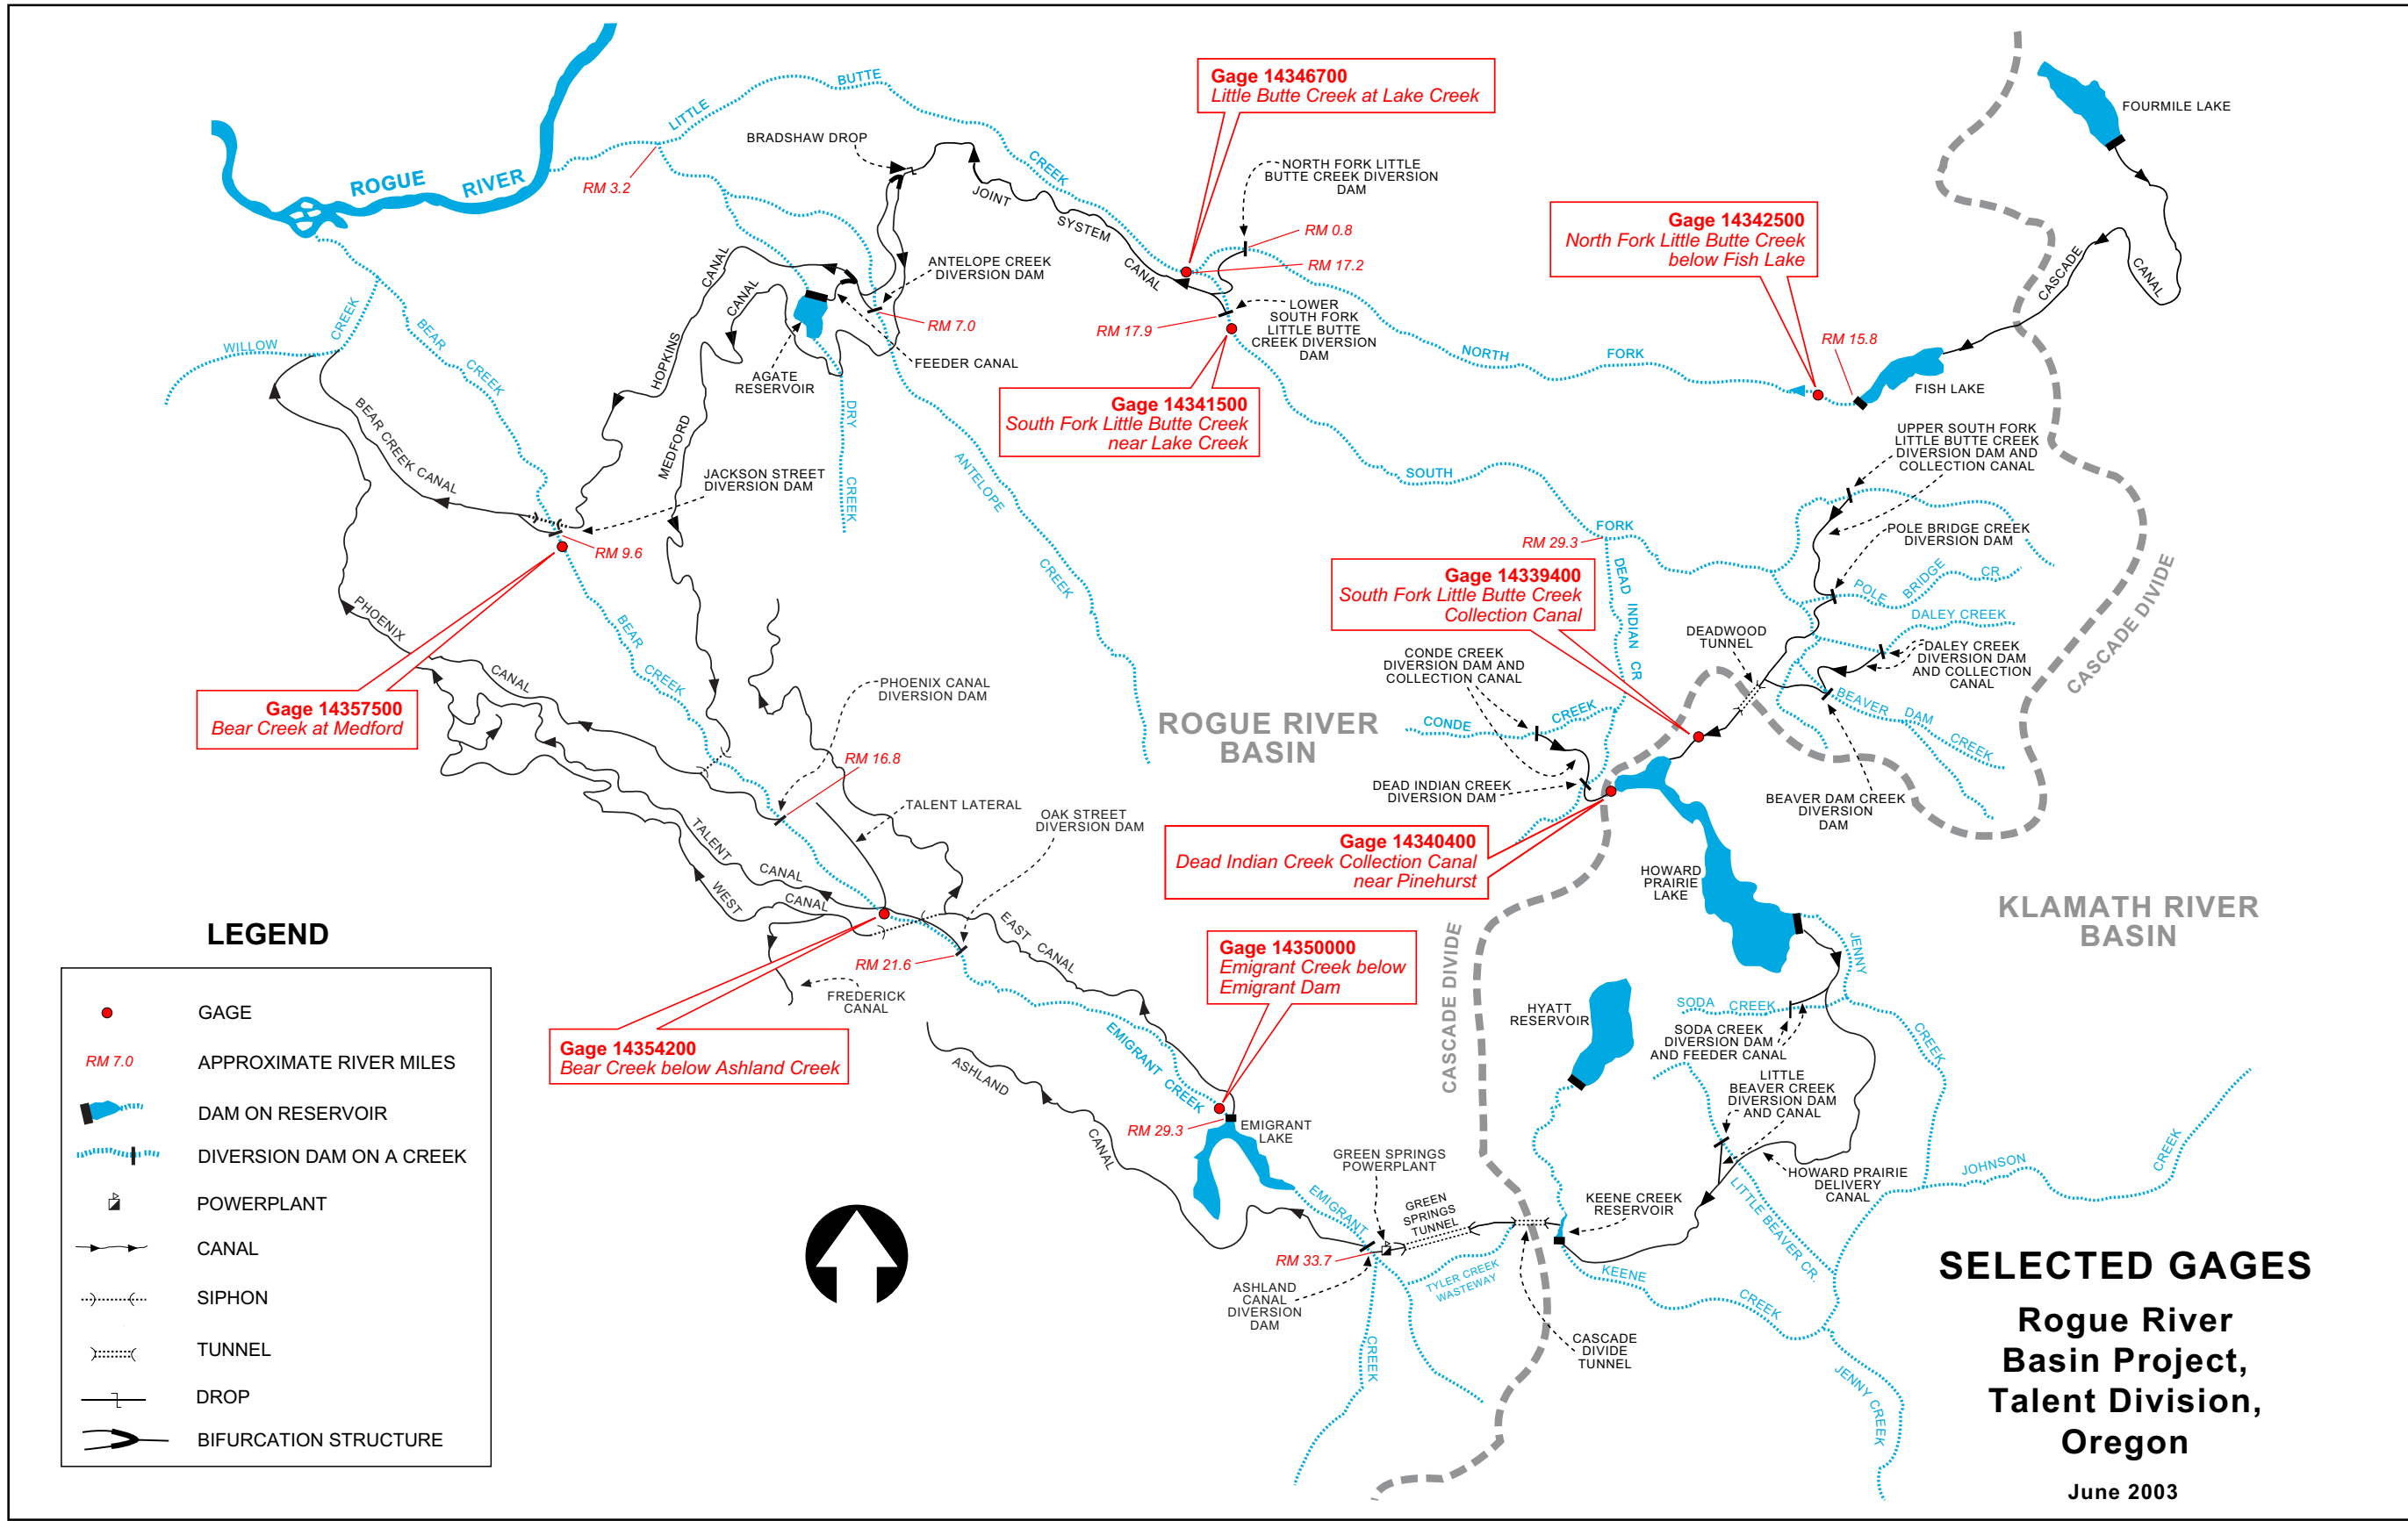 FOURMILE LAKE
CASCADE
CANAL
FISH LAKE
Gage 14346700
Little Butte Creek at Lake Creek
Gage 14342500
North Fork Little Butte Creek
below Fish Lake
RM 15.8
LITTLE
BUTTE
CREEK
BRADSHAW DROP
RM 3.2
ROGUE
RIVER
NORTH FORK LITTLE
BUTTE CREEK DIVERSION
DAM
RM 0.8
RM 17.2
JOINT
SYSTEM
CANAL
RM 17.9
LOWER
SOUTH FORK
LITTLE BUTTE
CREEK DIVERSION
DAM
NORTH
FORK
Gage 14341500
South Fork Little Butte Creek
near Lake Creek
ANTELOPE CREEK
DIVERSION DAM
RM 7.0
FEEDER CANAL
AGATE
RESERVOIR
HOPKINS
CANAL
MEDFORD
CANAL
DRY
CREEK
ANTELOPE
CREEK
WILLOW
CREEK
BEAR
CREEK
BEAR CREEK CANAL
JACKSON STREET
DIVERSION DAM
RM 9.6
Gage 14357500
Bear Creek at Medford
PHOENIX
CANAL
BEAR
CREEK
PHOENIX CANAL
DIVERSION DAM
RM 16.8
TALENT LATERAL
OAK STREET
DIVERSION DAM
TALENT
CANAL
WEST
CANAL
RM 21.6
FREDERICK
CANAL
EAST
CANAL
Gage 14354200
Bear Creek below Ashland Creek
Gage 14350000
Emigrant Creek below
Emigrant Dam
EMIGRANT
CREEK
RM 29.3
EMIGRANT
LAKE
ASHLAND
CANAL
EMIGRANT
CREEK
GREEN SPRINGS
POWERPLANT
GREEN
SPRINGS
TUNNEL
RM 33.7
ASHLAND
CANAL
DIVERSION
DAM
TYLER CREEK
WASTEWAY
CASCADE
DIVIDE
TUNNEL
KEENE CREEK
RESERVOIR
KEENE
CREEK
HYATT
RESERVOIR
CASCADE DIVIDE
ROGUE RIVER
BASIN
SOUTH
FORK
RM 29.3
DEAD INDIAN CR
UPPER SOUTH FORK
LITTLE BUTTE CREEK
DIVERSION DAM AND
COLLECTION CANAL
POLE BRIDGE CREEK
DIVERSION DAM
POLE
BRIDGE
CR
DALEY CREEK
DALEY CREEK
DIVERSION DAM
AND COLLECTION
CANAL
BEAVER
DAM
CREEK
BEAVER DAM CREEK
DIVERSION
DAM
DEADWOOD
TUNNEL
CASCADE DIVIDE
Gage 14339400
South Fork Little Butte Creek
Collection Canal
CONDE CREEK
DIVERSION DAM AND
COLLECTION CANAL
CONDE
CREEK
DEAD INDIAN CREEK
DIVERSION DAM
Gage 14340400
Dead Indian Creek Collection Canal
near Pinehurst
HOWARD
PRAIRIE
LAKE
KLAMATH RIVER
BASIN
JENNY
CREEK
SODA
CREEK
SODA CREEK
DIVERSION DAM
AND FEEDER CANAL
LITTLE
BEAVER CREEK
DIVERSION DAM
AND CANAL
HOWARD PRAIRIE
DELIVERY
CANAL
LITTLE BEAVER CR.
JOHNSON
CREEK
JENNY CREEK
LEGEND
GAGE
RM 7.0
APPROXIMATE RIVER MILES
DAM ON RESERVOIR
DIVERSION DAM ON A CREEK
POWERPLANT
CANAL
SIPHON
TUNNEL
DROP
BIFURCATION STRUCTURE
SELECTED GAGES
Rogue River
Basin Project,
Talent Division,
Oregon
June 2003